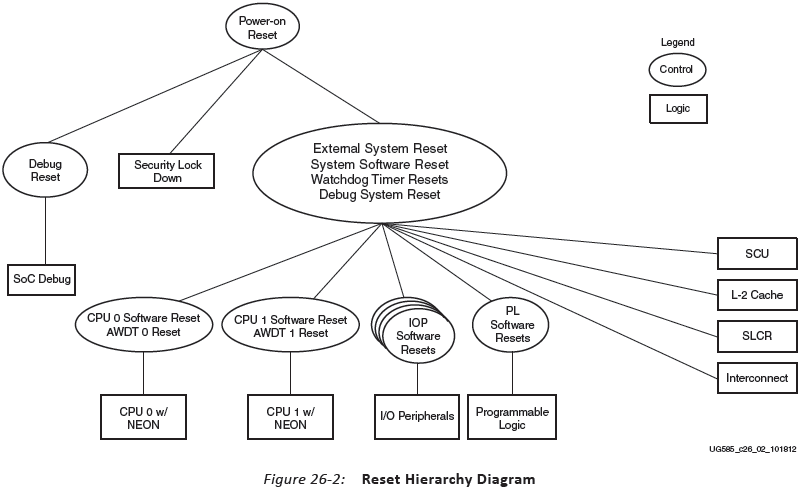 Power-on
Reset
Legend
Control
Logic
Debug
Reset
Security Lock
Down
External System Reset
System Software Reset
Watchdog Timer Resets
Debug System Reset
SoC Debug
SCU
L-2 Cache
SLCR
Interconnect
CPU 0 Software Reset
AWDT 0 Reset
CPU 1 Software Reset
AWDT 1 Reset
IOP
Software
Resets
PL
Software
Resets
CPU 0 w/
NEON
CPU 1 w/
NEON
I/O Peripherals
Programmable
Logic
UG585_c26_02_101812
Figure 26-2: Reset Hierarchy Diagram